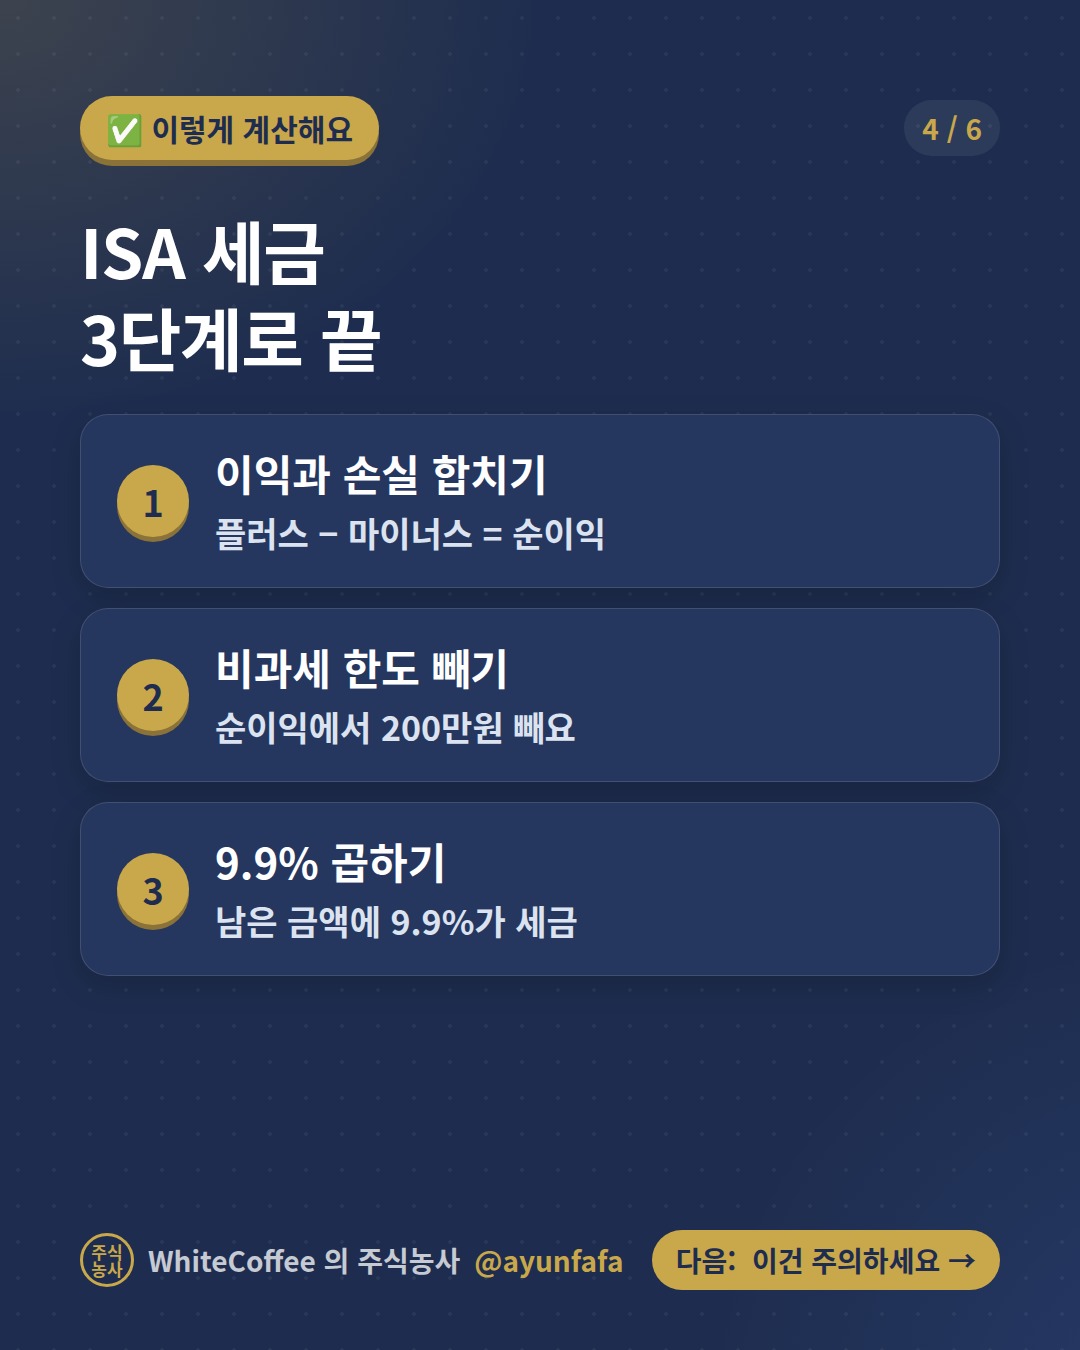 ✅ 이렇게 계산해요
4 / 6
ISA 세금
3단계로 끝
1
이익과 손실 합치기
플러스 − 마이너스 = 순이익
2
비과세 한도 빼기
순이익에서 200만원 빼요
3
9.9% 곱하기
남은 금액에 9.9%가 세금
주식
농사
WhiteCoffee 의 주식농사 @ayunfafa
다음: 이건 주의하세요 →